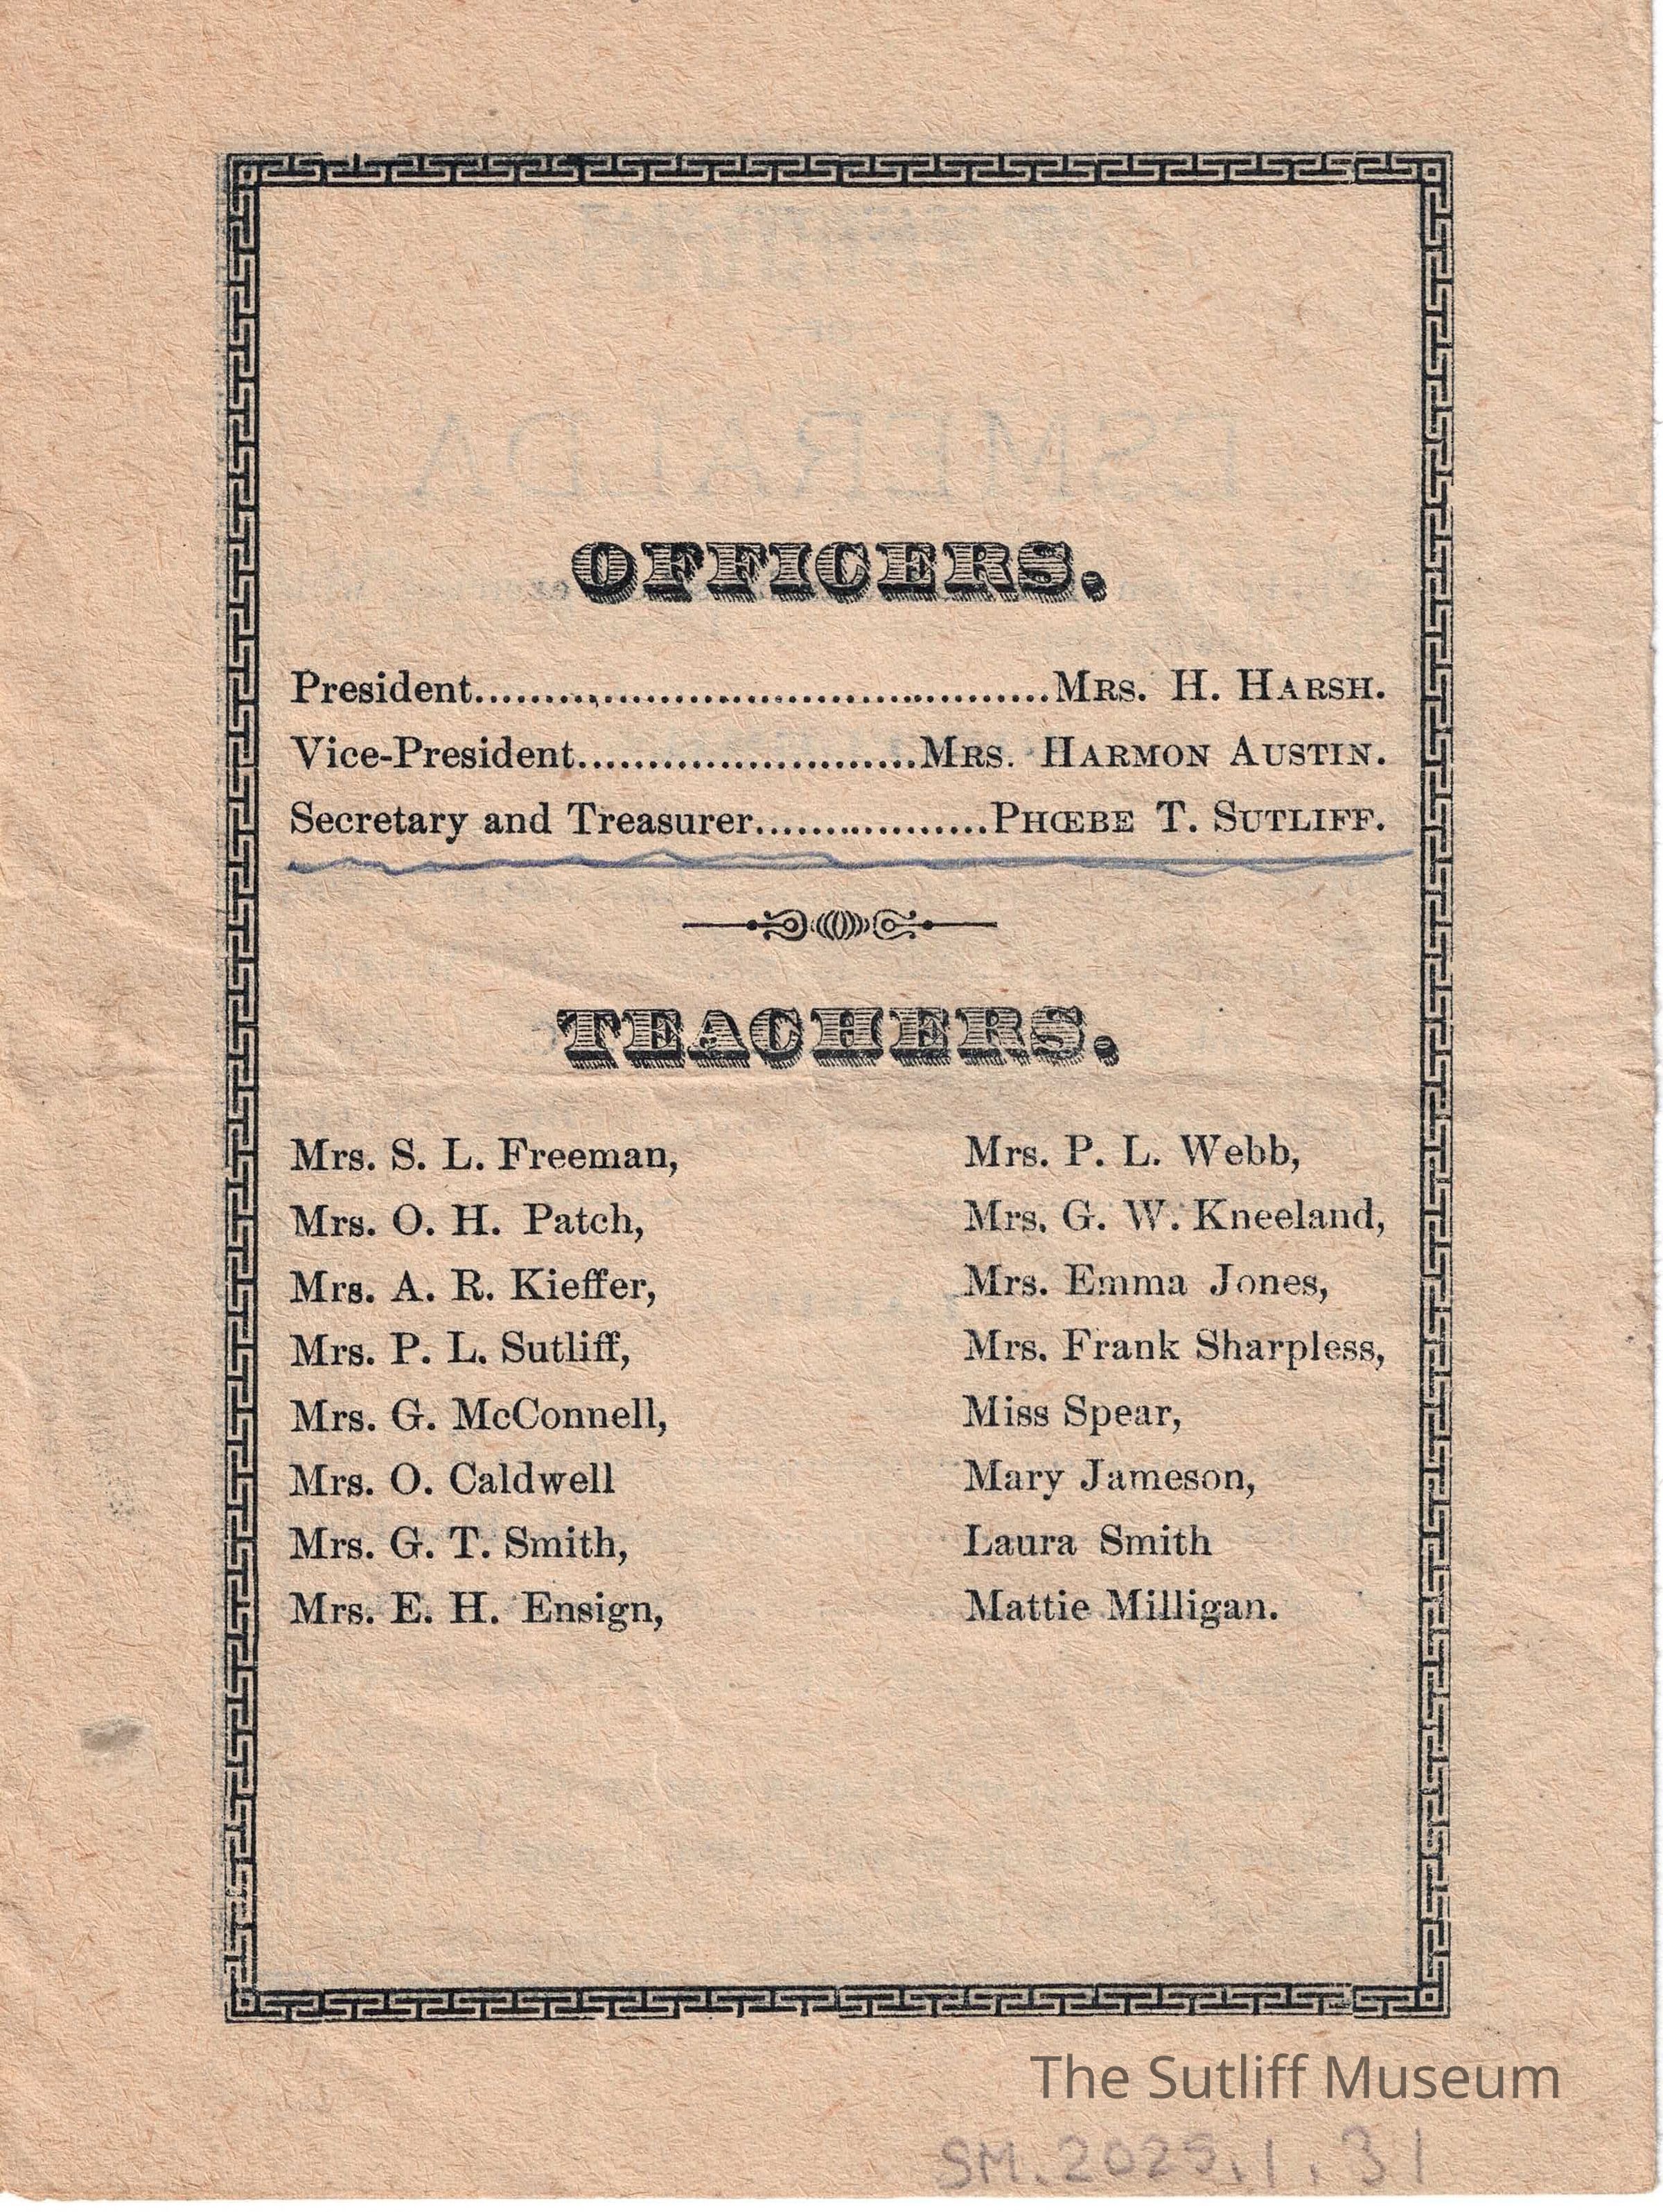 OFFICERS.
President.........................................MRS. H. HARSH.
Vice-President........................MRS. HARMON AUSTIN.
Secretary and Treasurer.................PHŒBE T. SUTLIFF.
TEACHERS.
Mrs. S. L. Freeman,
Mrs. O. H. Patch,
Mrs. A. R. Kieffer,
Mrs. P. L. Sutliff,
Mrs. G. McConnell,
Mrs. O. Caldwell
Mrs. G. T. Smith,
Mrs. E. H. Ensign,
Mrs. P. L. Webb,
Mrs. G. W. Kneeland,
Mrs. Emma Jones,
Mrs. Frank Sharpless,
Miss Spear,
Mary Jameson,
Laura Smith
Mattie Milligan.
The Sutliff Museum
SM.2025.1.31